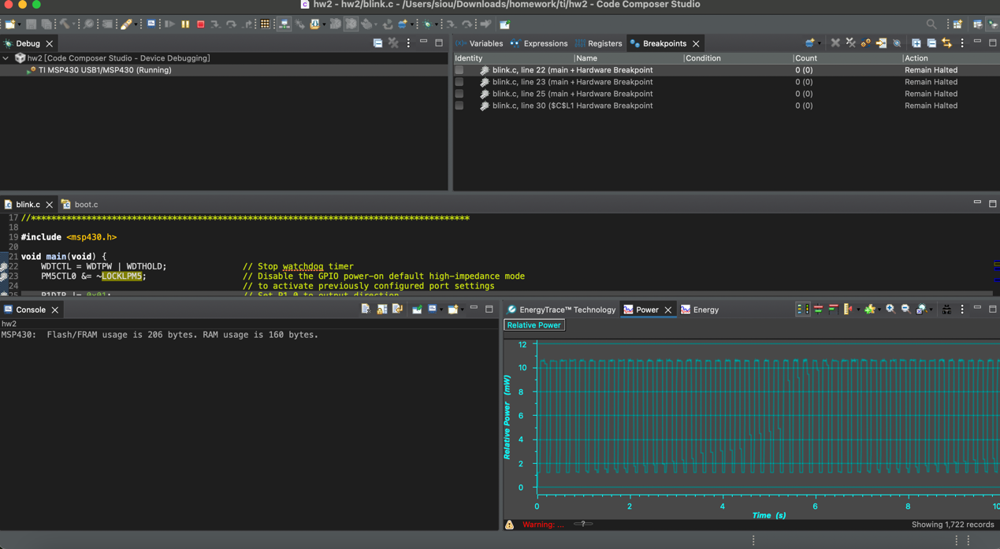 hw2 - hw2/blink.c - /Users/siou/Downloads/homework/ti/hw2 - Code Composer Studio
Debug
hw2 [Code Composer Studio - Device Debugging]
TI MSP430 USB1/MSP430 (Running)
Variables Expressions Registers Breakpoints
Identity Name Condition Count Action
blink.c, line 22 (main + Hardware Breakpoint 0 (0) Remain Halted
blink.c, line 23 (main + Hardware Breakpoint 0 (0) Remain Halted
blink.c, line 25 (main + Hardware Breakpoint 0 (0) Remain Halted
blink.c, line 30 ($C$L1 Hardware Breakpoint 0 (0) Remain Halted
blink.c boot.c
17 //***************************************************************************************
18
19 #include <msp430.h>
20
21 void main(void) {
22 WDTCTL = WDTPW | WDTHOLD; // Stop watchdog timer
23 PM5CTL0 &= ~LOCKLPM5; // Disable the GPIO power-on default high-impedance mode
24 // to activate previously configured port settings
25 P1DIR |= 0x01; // Set P1.0 to output direction
Console
hw2
MSP430: Flash/FRAM usage is 206 bytes. RAM usage is 160 bytes.
EnergyTrace™ Technology Power Energy
Relative Power
12
10
8
6
4
2
0
Relative Power (mW)
0 2 4 6 8 10
Time (s)
Warning: ... ? Showing 1,722 records